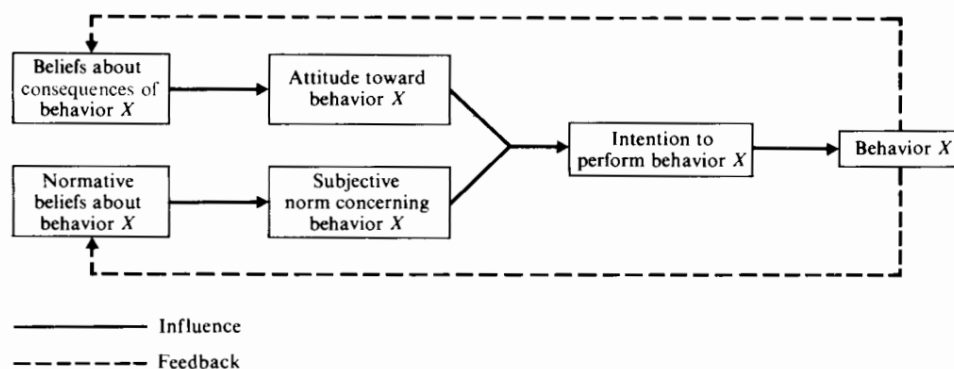 Beliefs about
consequences of
behavior X
Attitude toward
behavior X
Intention to
perform behavior X
Behavior X
Normative
beliefs about
behavior X
Subjective
norm concerning
behavior X
Influence
Feedback